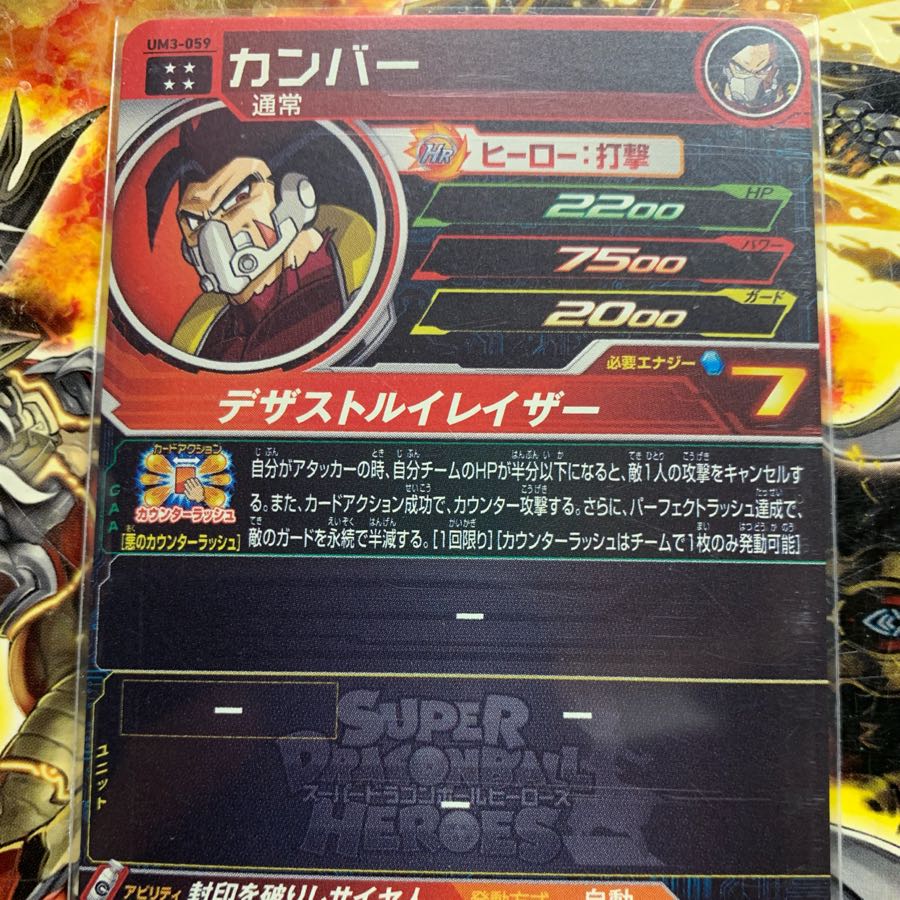 UM3-059
カンバー
通常
HR ヒーロー：打撃
HP
2200
パワー
7500
ガード
2000
必要エナジー 7
デザストルイレイザー
カードアクション
カウンターラッシュ
CAA
[悪のカウンターラッシュ]
自分がアタッカーの時、自分チームのHPが半分以下になると、敵1人の攻撃をキャンセルす
る。また、カードアクション成功で、カウンター攻撃する。さらに、パーフェクトラッシュ達成で、
敵のガードを永続で半減する。[1回限り][カウンターラッシュはチームで1枚のみ発動可能]
ー
ー
ー
ユニット
SUPER
DRAGONBALL
スーパードラゴンボールヒーローズ
ー
HEROES
アビリティ 封印を破りしサイヤ人 発動方式 自動